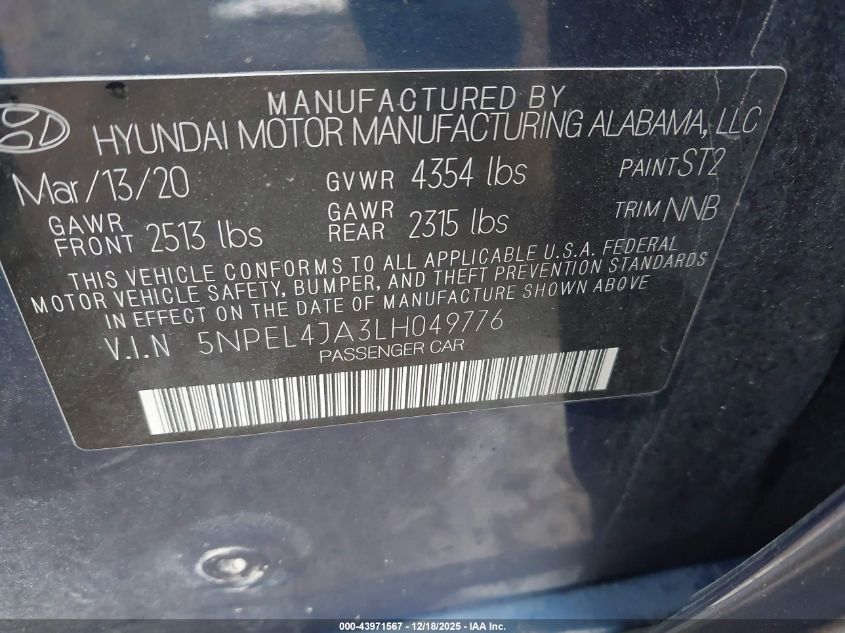 MANUFACTURED BY
HYUNDAI MOTOR MANUFACTURING ALABAMA, LLC
Mar/13/20 GVWR 4354 lbs PAINT ST2
GAWR FRONT 2513 lbs GAWR REAR 2315 lbs TRIM NNB
THIS VEHICLE CONFORMS TO ALL APPLICABLE U.S.A. FEDERAL
MOTOR VEHICLE SAFETY, BUMPER, AND THEFT PREVENTION STANDARDS
IN EFFECT ON THE DATE OF MANUFACTURE SHOWN ABOVE
V.I.N 5NPEL4JA3LH049776
PASSENGER CAR
000-43971567 - 12/18/2025 - IAA Inc.